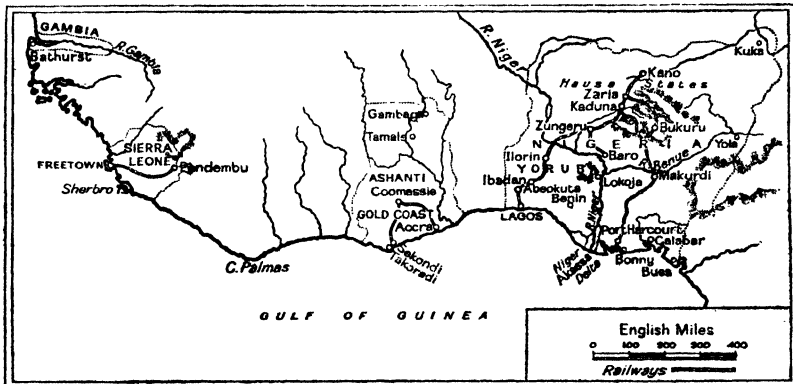 GAMBIA
Bathurst
R. Gambia
SIERRA
LEONE
FREETOWN
Pendembu
Sherbro Is.
C. Palmas
Gambaga
Tamale
ASHANTI
Coomassie
GOLD COAST
Accra
Sekondi
Takoradi
R. Niger
Kuka
Kano
Hausa States
Zaria
Kaduna
Zungeru
Bukuru
NIGERIA
Yola
Ilorin
Baro
R. Benue
YORUBA
Ibadan
Lokoja
Makurdi
Abeokuta
Benin
R. Niger
LAGOS
Port Harcourt
Calabar
Niger
Akassa
Delta
Bonny
Buea
GULF OF GUINEA
English Miles
0 100 200 300 400
Railways